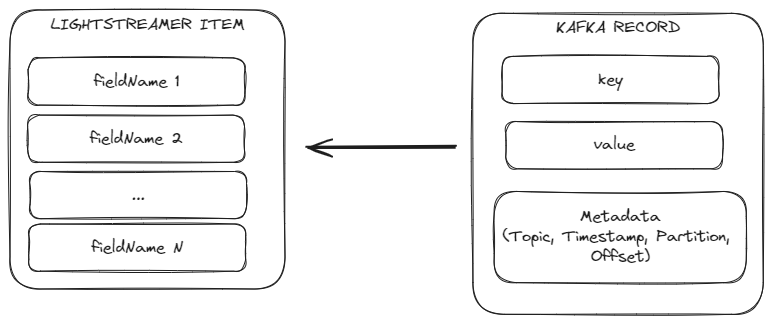 LIGHTSTREAMER ITEM
fieldName 1
fieldName 2
...
fieldName N
KAFKA RECORD
key
value
Metadata
(Topic, Timestamp, Partition,
Offset)